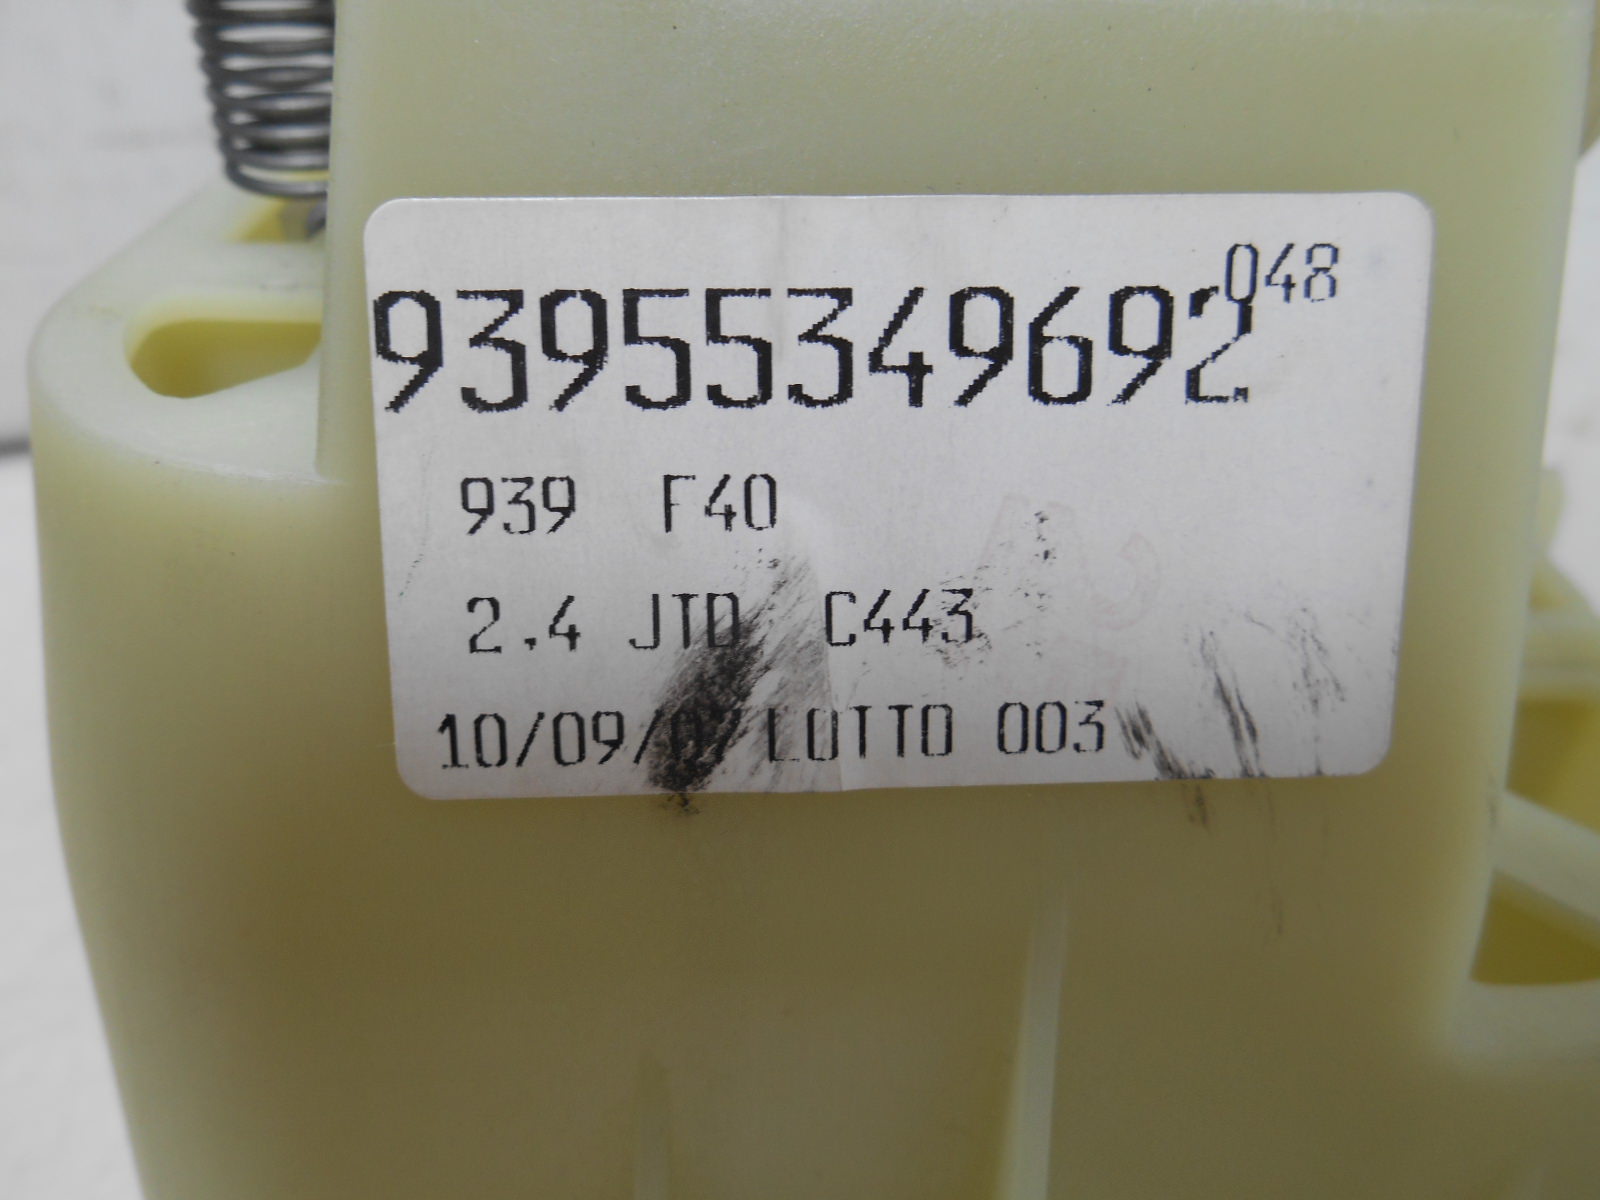 048
93955349692
939 F40
2.4 JTD C443
10/09/07 LOTTO 003